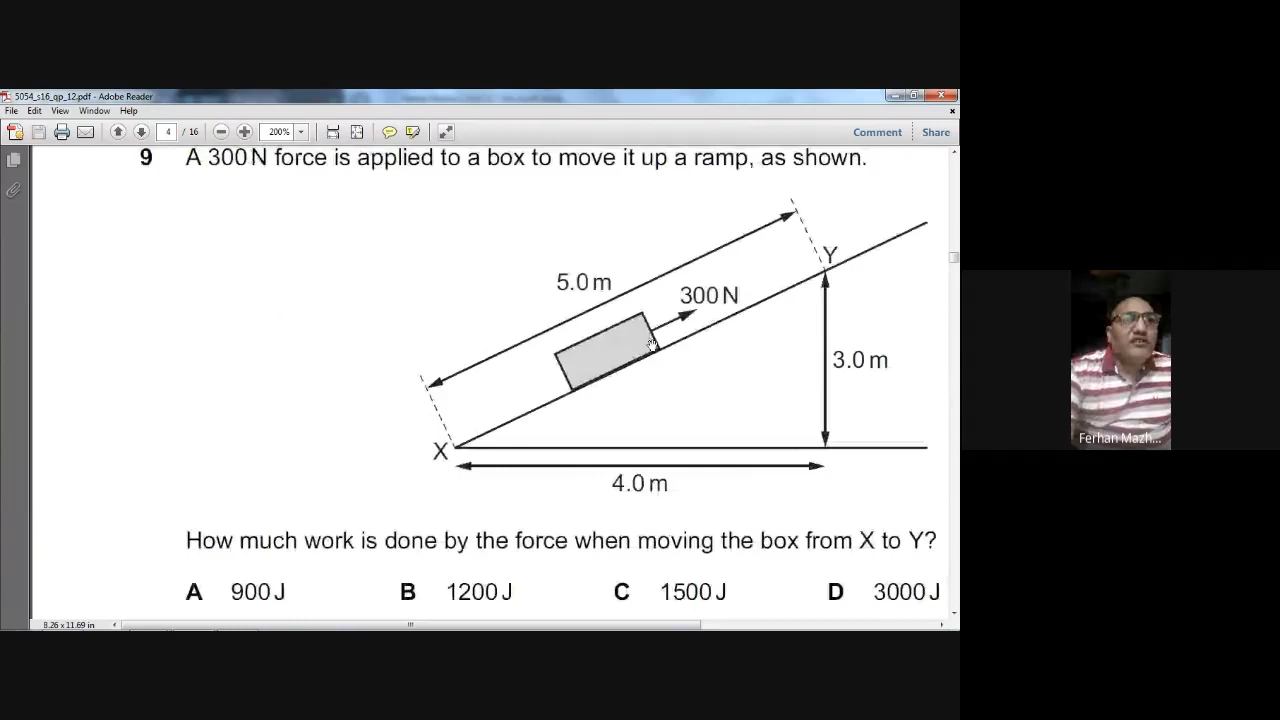 5054_s16_qp_12.pdf - Adobe Reader
File Edit View Window Help
4 / 16 200% Comment Share
9 A 300 N force is applied to a box to move it up a ramp, as shown.
Y
5.0 m
300 N
3.0 m
X
4.0 m
How much work is done by the force when moving the box from X to Y?
A 900 J B 1200 J C 1500 J D 3000 J
8.26 x 11.69 in
Ferhan Mazh...